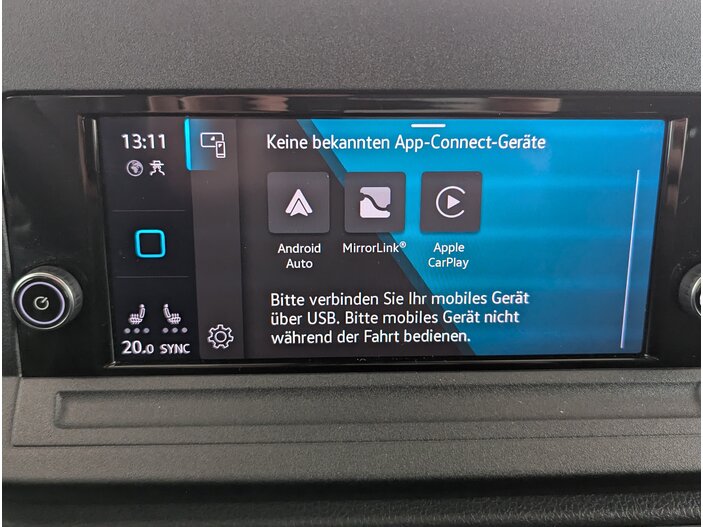 13:11
Keine bekannten App-Connect-Geräte
Android
Auto
MirrorLink®
Apple
CarPlay
Bitte verbinden Sie Ihr mobiles Gerät
über USB. Bitte mobiles Gerät nicht
während der Fahrt bedienen.
20.0 SYNC